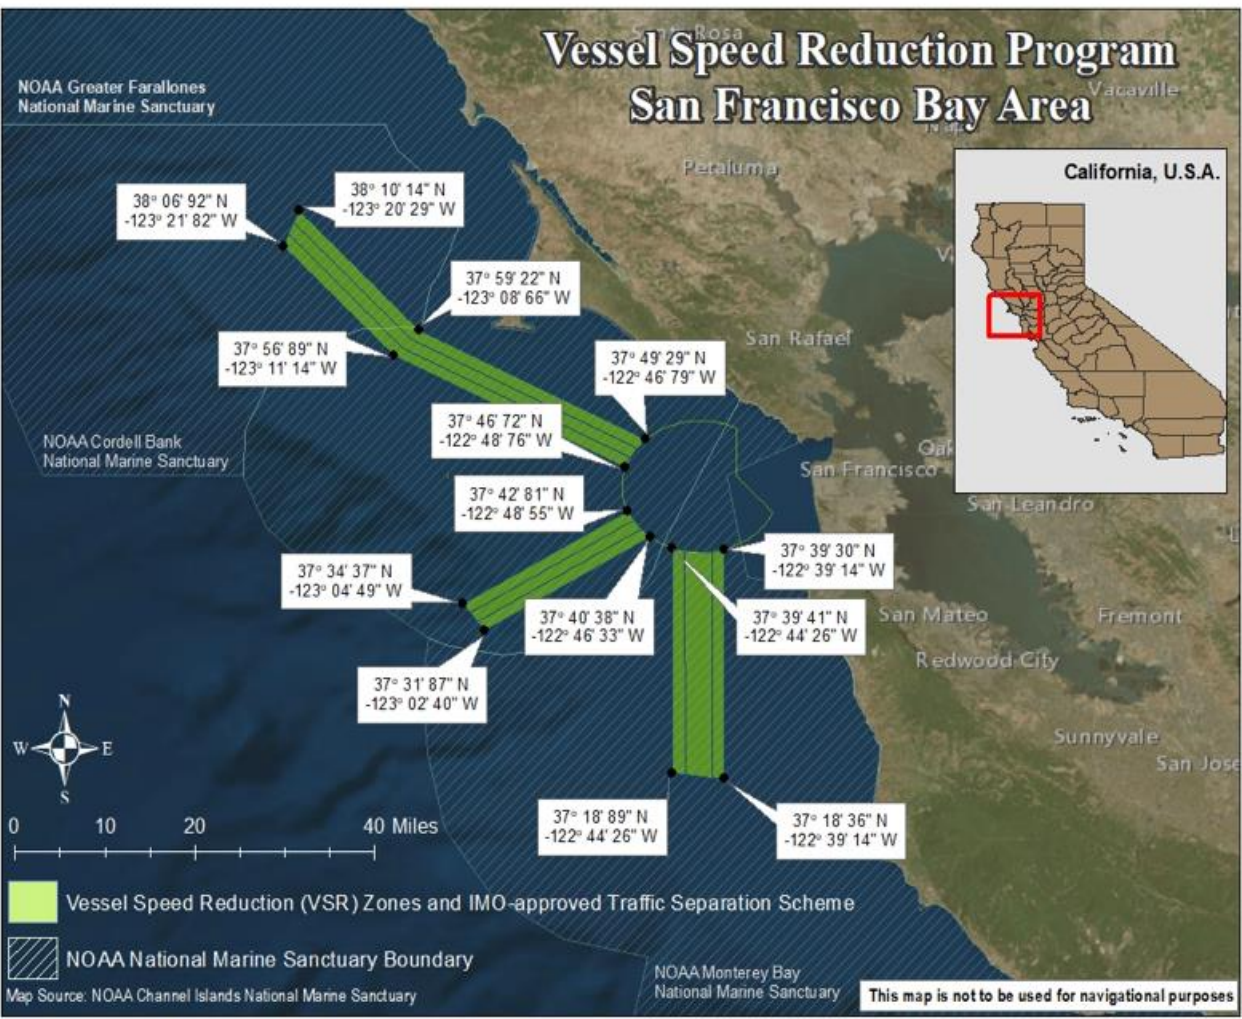 Vessel Speed Reduction Program
San Francisco Bay Area
Santa Rosa
Vacaville
Petaluma
San Rafael
San Francisco
San Leandro
San Mateo
Fremont
Redwood City
Sunnyvale
San Jose
California, U.S.A.
NOAA Greater Farallones
National Marine Sanctuary
38° 06' 92" N
-123° 21' 82" W
38° 10' 14" N
-123° 20' 29" W
37° 59' 22" N
-123° 08' 66" W
37° 56' 89" N
-123° 11' 14" W
37° 49' 29" N
-122° 46' 79" W
37° 46' 72" N
-122° 48' 76" W
NOAA Cordell Bank
National Marine Sanctuary
37° 42' 81" N
-122° 48' 55" W
37° 39' 30" N
-122° 39' 14" W
37° 34' 37" N
-123° 04' 49" W
37° 40' 38" N
-122° 46' 33" W
37° 39' 41" N
-122° 44' 26" W
37° 31' 87" N
-123° 02' 40" W
37° 18' 89" N
-122° 44' 26" W
37° 18' 36" N
-122° 39' 14" W
N
W E
S
0 10 20 40 Miles
Vessel Speed Reduction (VSR) Zones and IMO-approved Traffic Separation Scheme
NOAA National Marine Sanctuary Boundary
Map Source: NOAA Channel Islands National Marine Sanctuary
NOAA Monterey Bay
National Marine Sanctuary
This map is not to be used for navigational purposes